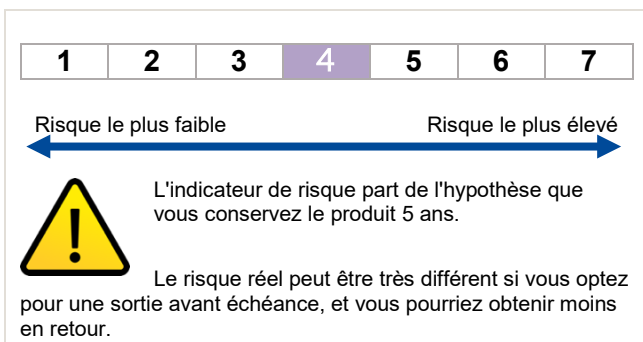 1 2 3 4 5 6 7
Risque le plus faible Risque le plus élevé
L'indicateur de risque part de l'hypothèse que
vous conservez le produit 5 ans.
Le risque réel peut être très différent si vous optez
pour une sortie avant échéance, et vous pourriez obtenir moins
en retour.